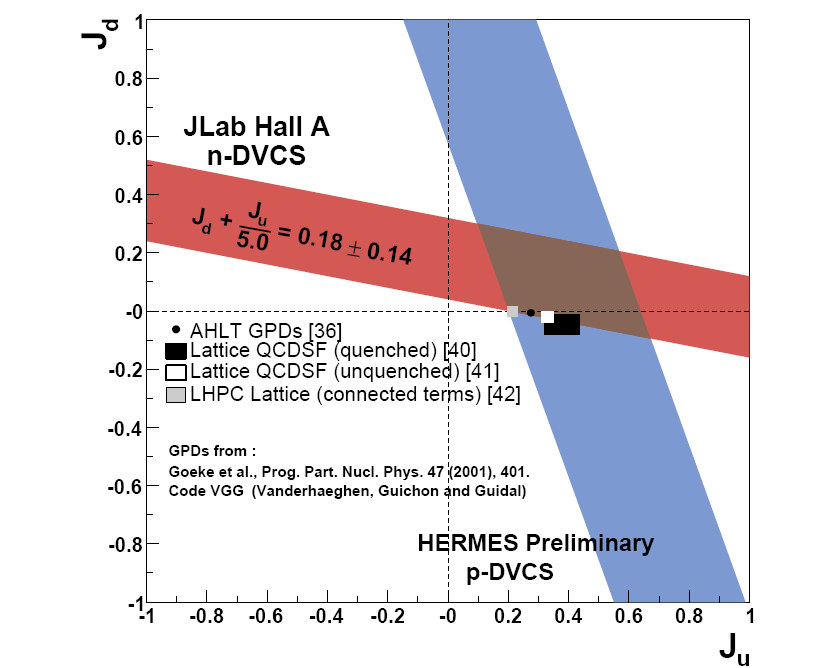 J_d
1
0.8
0.6
0.4
0.2
-0
-0.2
-0.4
-0.6
-0.8
-1
JLab Hall A
n-DVCS
J_d + J_u/5.0 = 0.18 ± 0.14
AHLT GPDs [36]
Lattice QCDSF (quenched) [40]
Lattice QCDSF (unquenched) [41]
LHPC Lattice (connected terms) [42]
GPDs from :
Goeke et al., Prog. Part. Nucl. Phys. 47 (2001), 401.
Code VGG (Vanderhaeghen, Guichon and Guidal)
HERMES Preliminary
p-DVCS
-1 -0.8 -0.6 -0.4 -0.2 -0 0.2 0.4 0.6 0.8 1
J_u